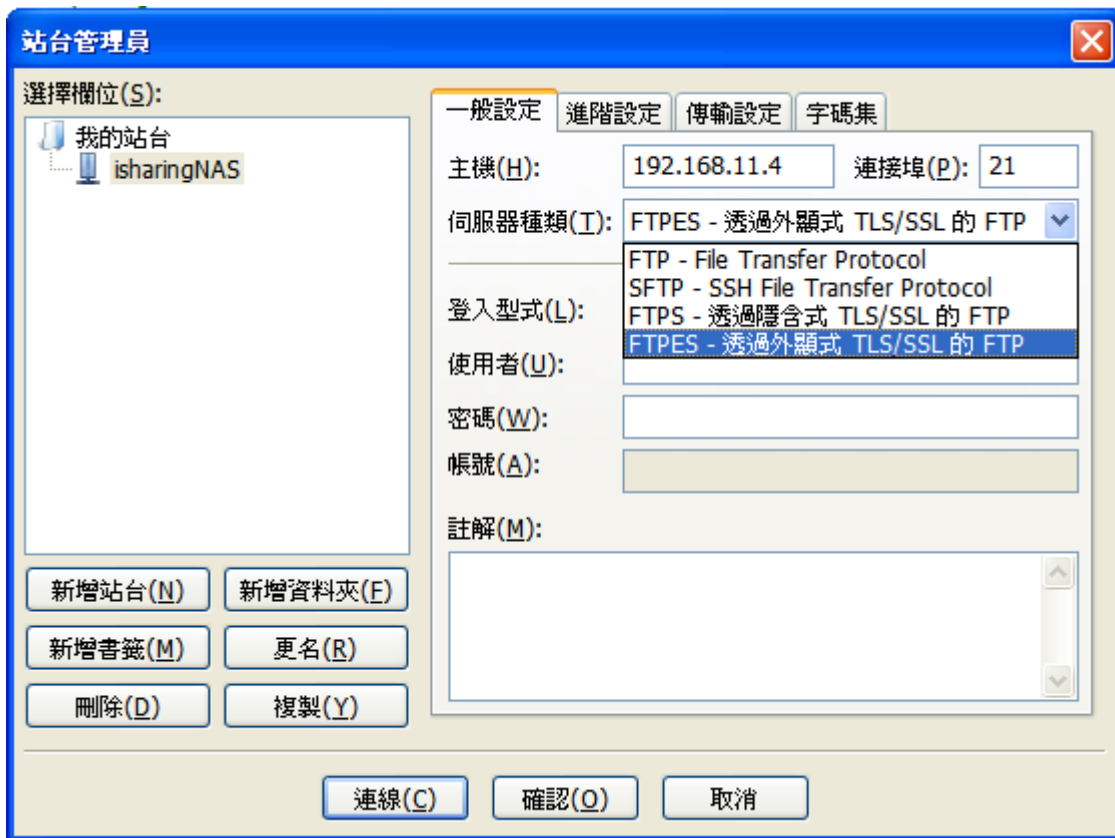 站台管理員
選擇欄位(S):
我的站台
isharingNAS
新增站台(N) 新增資料夾(F)
新增書籤(M) 更名(R)
刪除(D) 複製(Y)
一般設定 進階設定 傳輸設定 字碼集
主機(H): 192.168.11.4 連接埠(P): 21
伺服器種類(T): FTPES - 透過外顯式 TLS/SSL 的 FTP
FTP - File Transfer Protocol
SFTP - SSH File Transfer Protocol
FTPS - 透過隱含式 TLS/SSL 的 FTP
FTPES - 透過外顯式 TLS/SSL 的 FTP
登入型式(L):
使用者(U):
密碼(W):
帳號(A):
註解(M):
連線(C) 確認(O) 取消